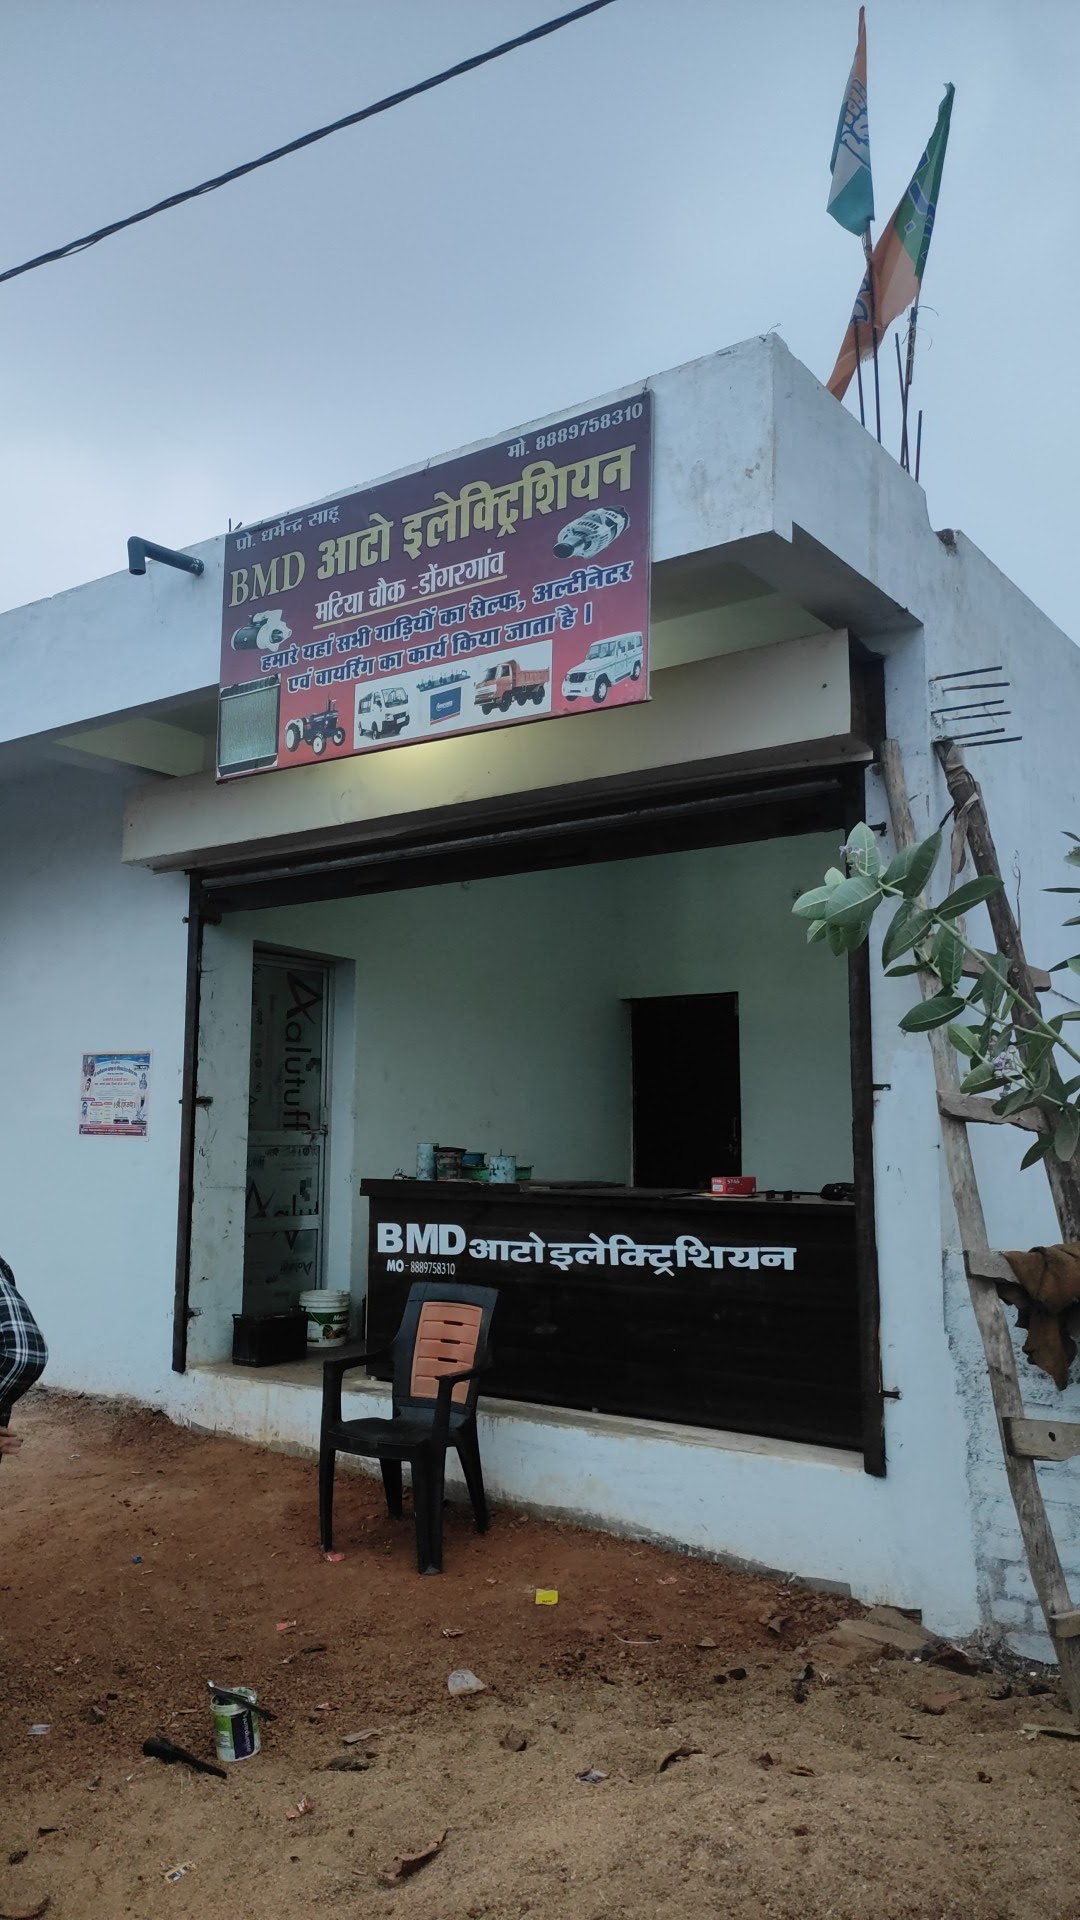 मो. 8889758310
प्रो. धर्मेन्द्र साहू
BMD आटो इलेक्ट्रिशियन
मटिया चौक -डोंगरगांव
हमारे यहां सभी गाड़ियों का सेल्फ, अल्टीनेटर
एवं वायरिंग का कार्य किया जाता है ।
Aalutuff
BMD आटो इलेक्ट्रिशियन
MO - 8889758310